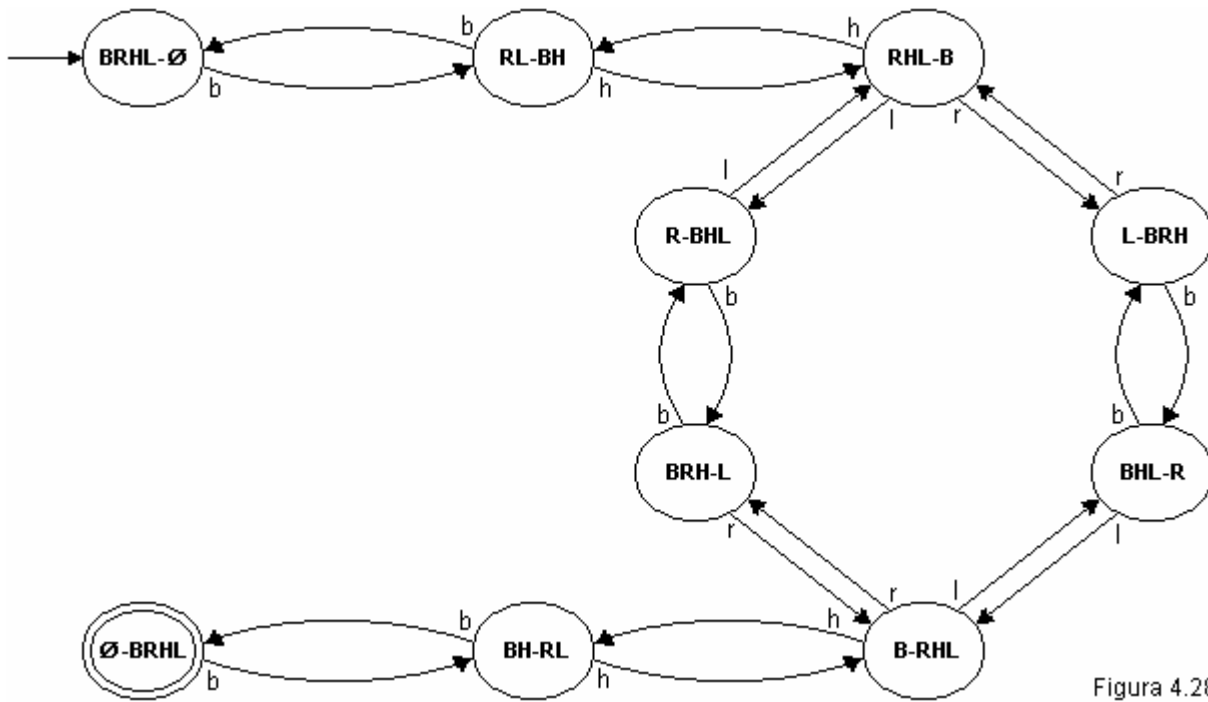 BRHL-Ø
b
b
RL-BH
h
h
RHL-B
l
r
l
r
R-BHL
L-BRH
b
b
b
b
BRH-L
BHL-R
r
l
r
l
Ø-BRHL
b
b
BH-RL
h
h
B-RHL
Figura 4.28